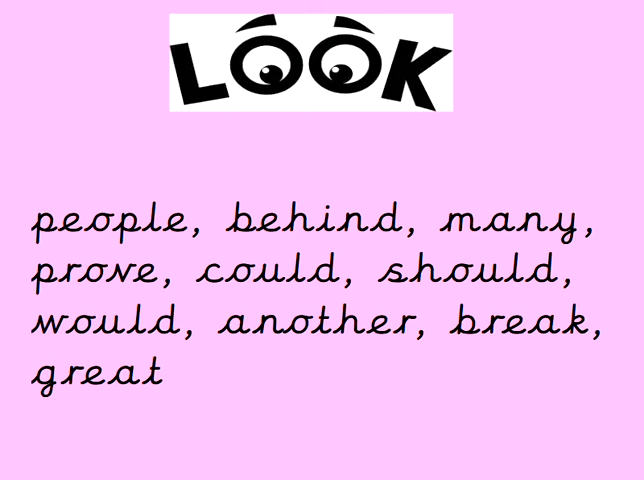 LOOK
people, behind, many,
prove, could, should,
would, another, break,
great